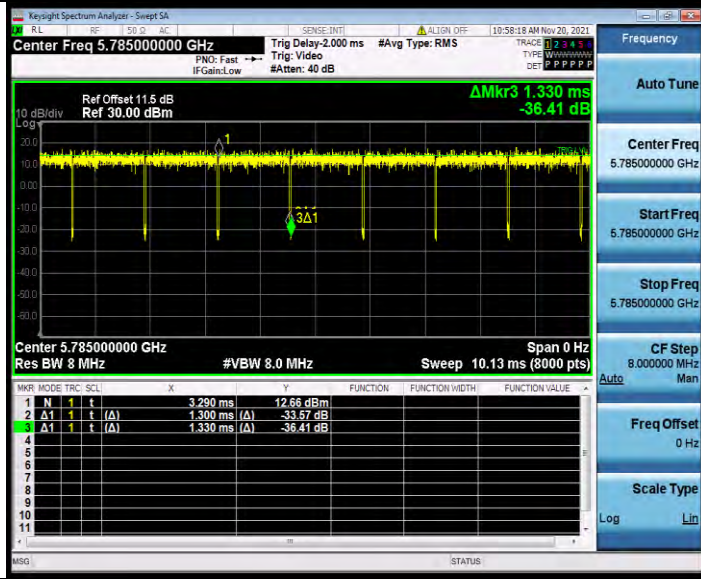 Keysight Spectrum Analyzer - Swept SA
RL RF 50 Ω AC SENSE:INT ALIGN OFF 10:58:18 AM Nov 20, 2021
Center Freq 5.785000000 GHz
Trig Delay-2.000 ms #Avg Type: RMS
TRACE 1 2 3 4 5 6
PNO: Fast Trig: Video
TYPE WWWWWW
IFGain:Low #Atten: 40 dB
DET P P P P P P
ΔMkr3 1.330 ms
-36.41 dB
Ref Offset 11.5 dB
10 dB/div Ref 30.00 dBm
Log
20.0
1
10.0
0.00
-10.0
3Δ1
-20.0
-30.0
-40.0
-50.0
-60.0
Center 5.785000000 GHz Span 0 Hz
Res BW 8 MHz #VBW 8.0 MHz Sweep 10.13 ms (8000 pts)
MKR MODE TRC SCL X Y FUNCTION FUNCTION WIDTH FUNCTION VALUE
1 N 1 t 3.290 ms 12.66 dBm
2 Δ1 1 t (Δ) 1.300 ms (Δ) -33.57 dB
3 Δ1 1 t (Δ) 1.330 ms (Δ) -36.41 dB
4
5
6
7
8
9
10
11
MSG STATUS
Frequency
Auto Tune
Center Freq
5.785000000 GHz
Start Freq
5.785000000 GHz
Stop Freq
5.785000000 GHz
CF Step
8.000000 MHz
Auto Man
Freq Offset
0 Hz
Scale Type
Log Lin